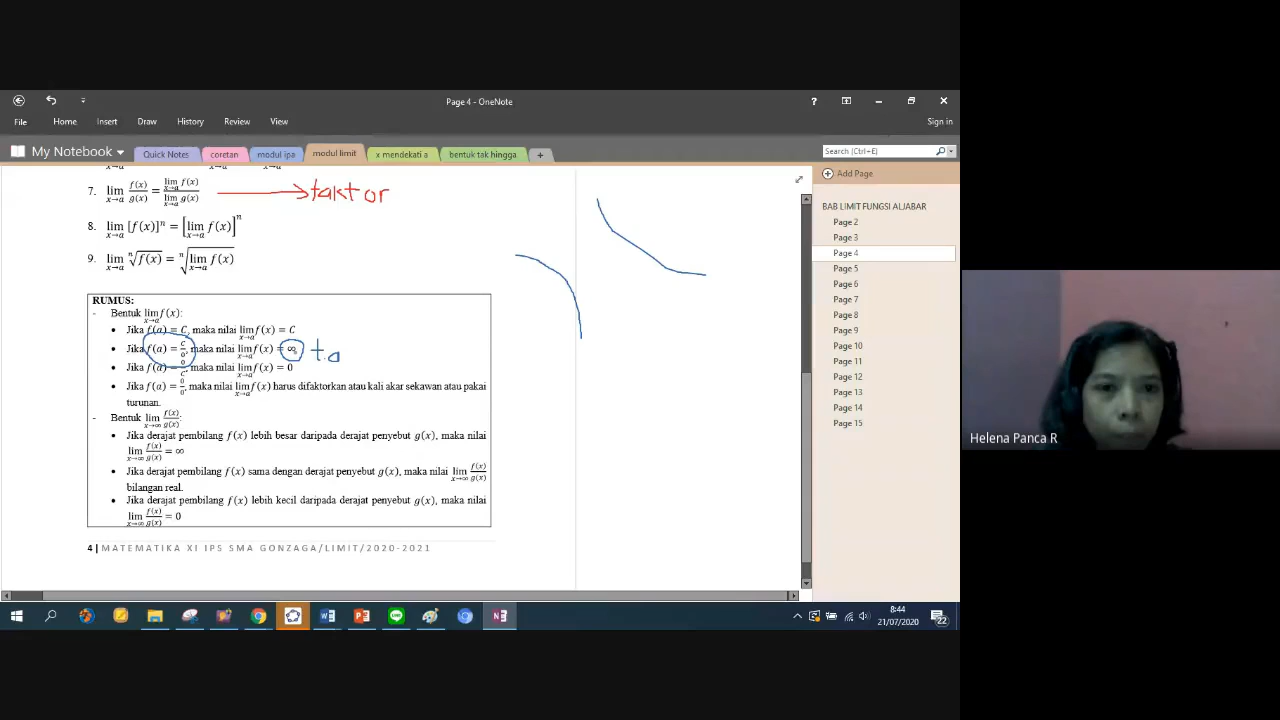 Page 4 - OneNote
File Home Insert Draw History Review View Sign in
My Notebook Quick Notes coretan modul ipa modul limit x mendekati a bentuk tak hingga Search (Ctrl+E)
Add Page
x→a x→a x→a
7. lim x→a f(x)/g(x) = lim x→a f(x) / lim x→a g(x) → faktor
8. lim x→a [f(x)]^n = [lim x→a f(x)]^n
9. lim x→a ⁿ√f(x) = ⁿ√lim x→a f(x)
RUMUS:
- Bentuk lim x→a f(x):
• Jika f(a) = C, maka nilai lim x→a f(x) = C
• Jika f(a) = C/0, maka nilai lim x→a f(x) = ∞ t.a
• Jika f(a) = 0/C, maka nilai lim x→a f(x) = 0
• Jika f(a) = 0/0, maka nilai lim x→a f(x) harus difaktorkan atau kali akar sekawan atau pakai
turunan.
- Bentuk lim x→∞ f(x)/g(x):
• Jika derajat pembilang f(x) lebih besar daripada derajat penyebut g(x), maka nilai
lim x→∞ f(x)/g(x) = ∞
• Jika derajat pembilang f(x) sama dengan derajat penyebut g(x), maka nilai lim x→∞ f(x)/g(x)
bilangan real.
• Jika derajat pembilang f(x) lebih kecil daripada derajat penyebut g(x), maka nilai
lim x→∞ f(x)/g(x) = 0
4 | MATEMATIKA XI IPS SMA GONZAGA/LIMIT/2020-2021
BAB LIMIT FUNGSI ALJABAR
Page 2
Page 3
Page 4
Page 5
Page 6
Page 7
Page 8
Page 9
Page 10
Page 11
Page 12
Page 13
Page 14
Page 15
Helena Panca R
8:44
21/07/2020
22